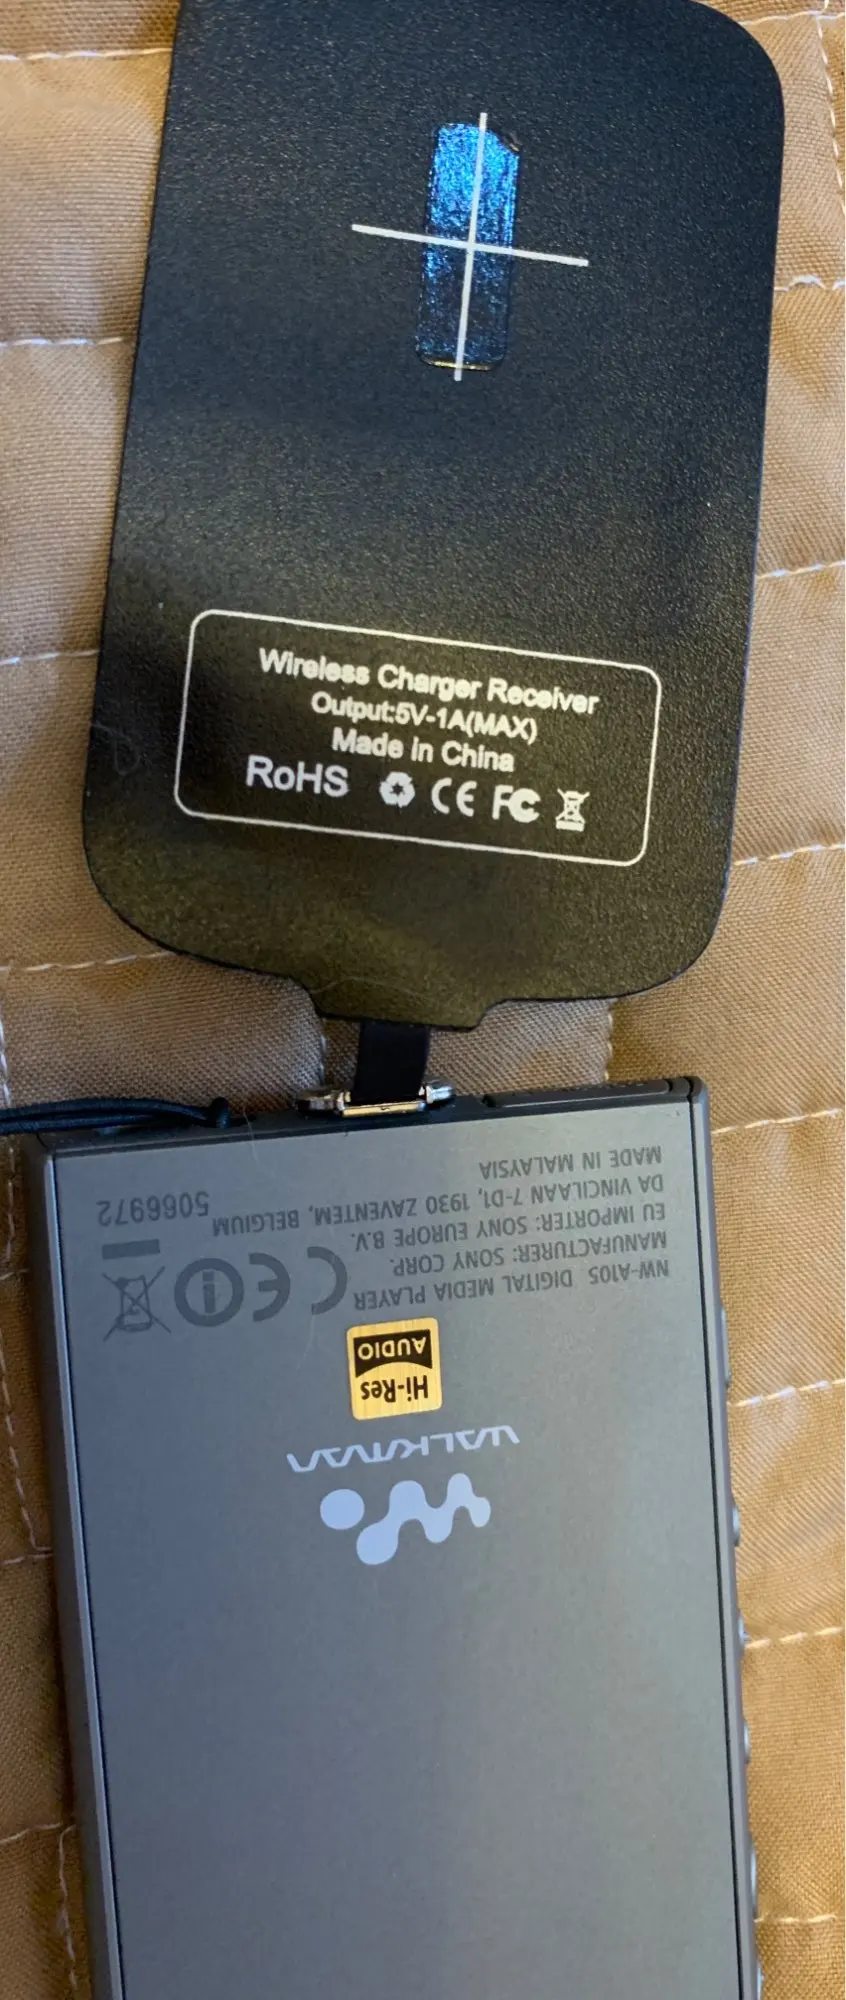 Wireless Charger Receiver
Output:5V-1A(MAX)
Made in China
RoHS CE FC
NW-A105 DIGITAL MEDIA PLAYER
MANUFACTURER: SONY CORP.
EU IMPORTER: SONY EUROPE B.V.
DA VINCILAAN 7-D1, 1930 ZAVENTEM, BELGIUM
MADE IN MALAYSIA
CE
5066972
Hi-Res
AUDIO
WALKMAN